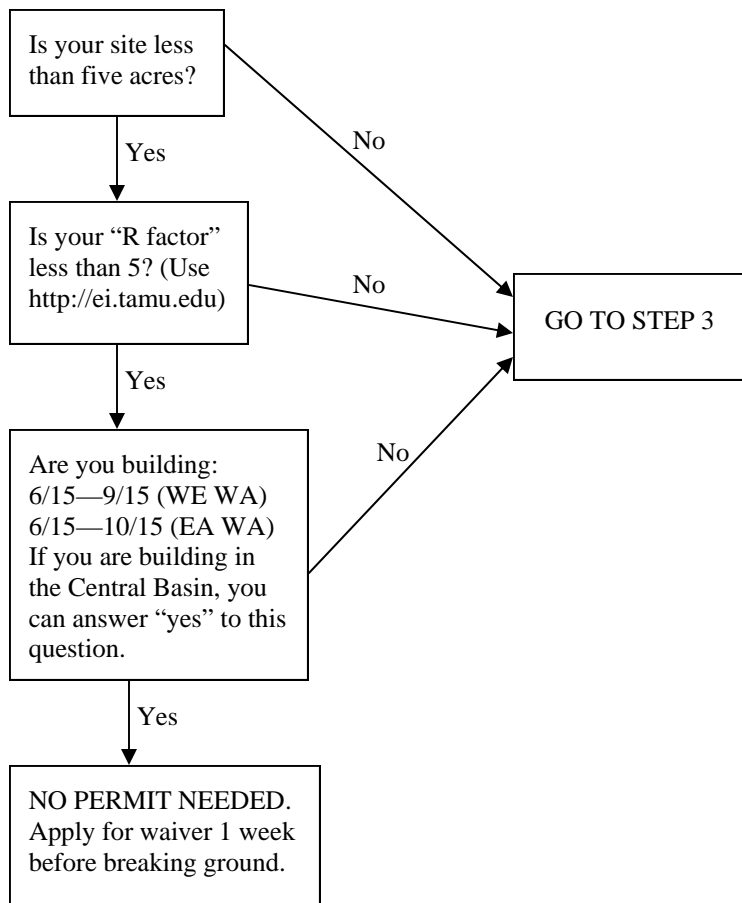 Is your site less
than five acres?
No
Yes
Is your “R factor”
less than 5? (Use
http://ei.tamu.edu)
No
GO TO STEP 3
Yes
Are you building:
6/15—9/15 (WE WA)
6/15—10/15 (EA WA)
If you are building in
the Central Basin, you
can answer “yes” to this
question.
No
Yes
NO PERMIT NEEDED.
Apply for waiver 1 week
before breaking ground.